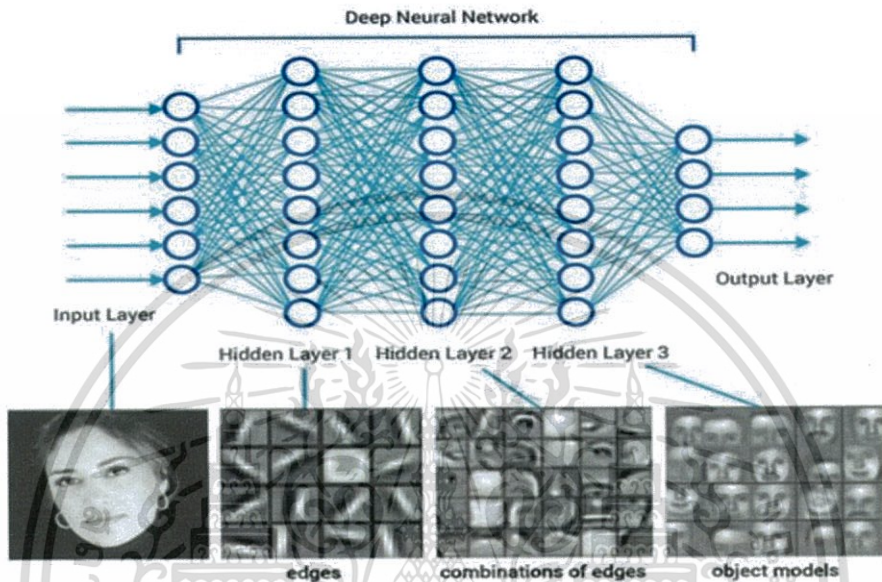 Deep Neural Network
Input Layer
Output Layer
Hidden Layer 1 Hidden Layer 2 Hidden Layer 3
edges combinations of edges object models